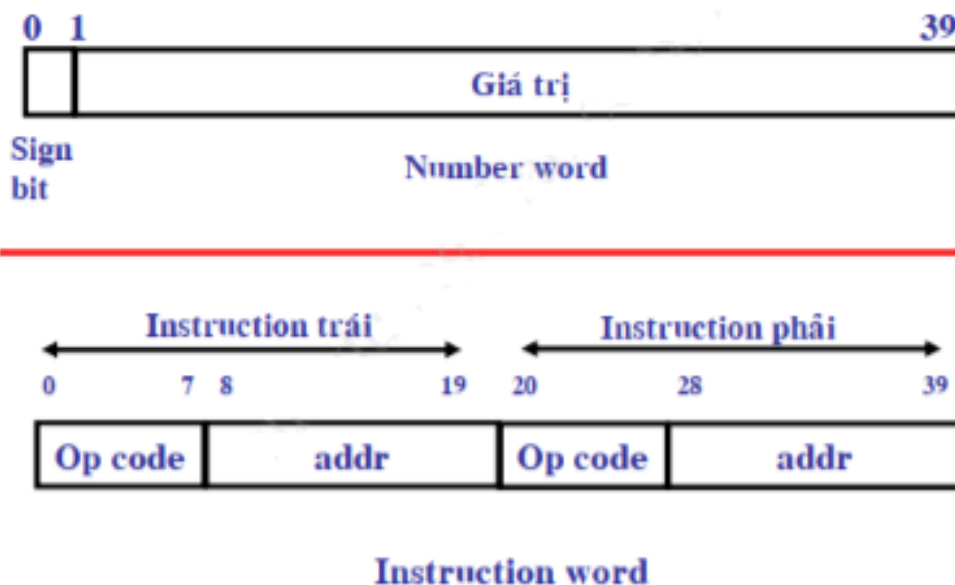 0 1 39
Giá trị
Sign
bit
Number word
Instruction trái Instruction phải
0 7 8 19 20 28 39
Op code addr Op code addr
Instruction word